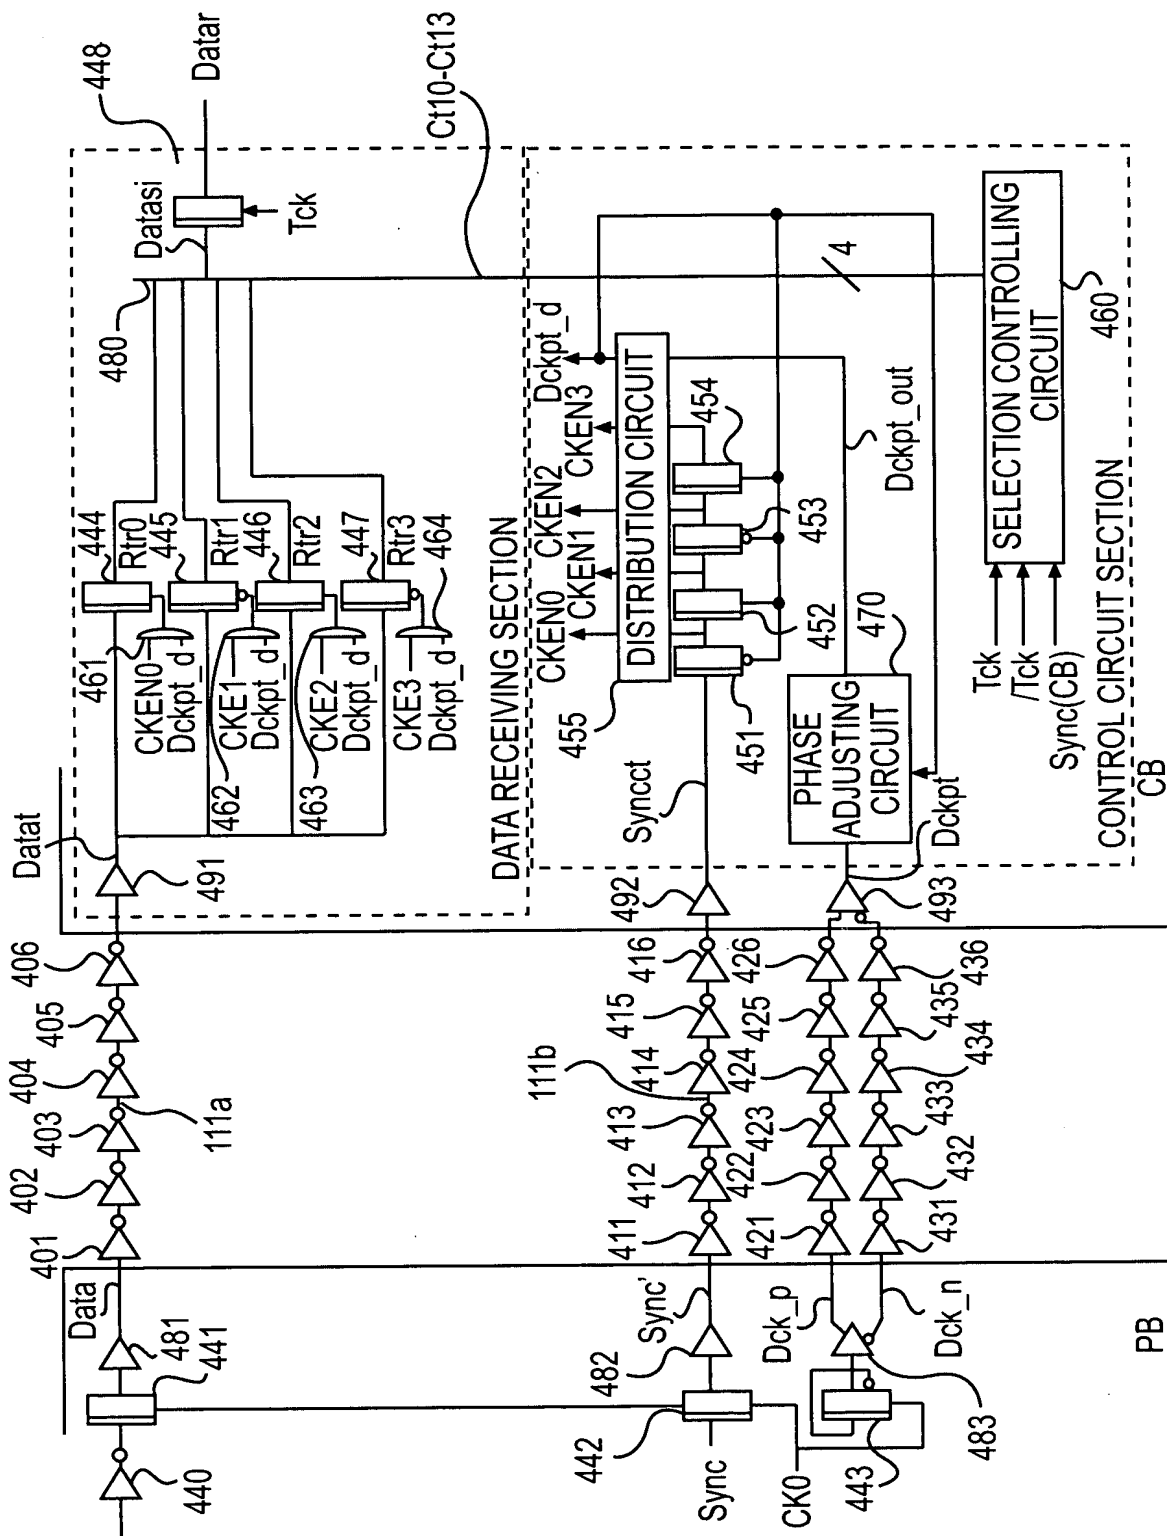 440
441
481
Data
401
402
403
404
405
406
111a
491
Datat
461
CKEN0
Dckpt_d
462
CKE1
Dckpt_d
463
CKE2
Dckpt_d
CKE3
Dckpt_d
444
Rtr0
445
Rtr1
446
Rtr2
447
Rtr3
464
480
Datasi
Tck
448
Datar
Ct10-Ct13
DATA RECEIVING SECTION
Sync
442
482
Sync'
411
412
413
414
415
416
111b
492
Syncct
455
451
452
453
454
DISTRIBUTION CIRCUIT
CKEN0
CKEN1
CKEN2
CKEN3
Dckpt_d
4
CK0
443
483
Dck_p
Dck_n
421
422
423
424
425
426
431
432
433
434
435
436
493
Dckpt
PHASE
ADJUSTING
CIRCUIT
470
Dckpt_out
Tck
/Tck
Sync(CB)
SELECTION CONTROLLING
CIRCUIT
460
CONTROL CIRCUIT SECTION
PB
CB